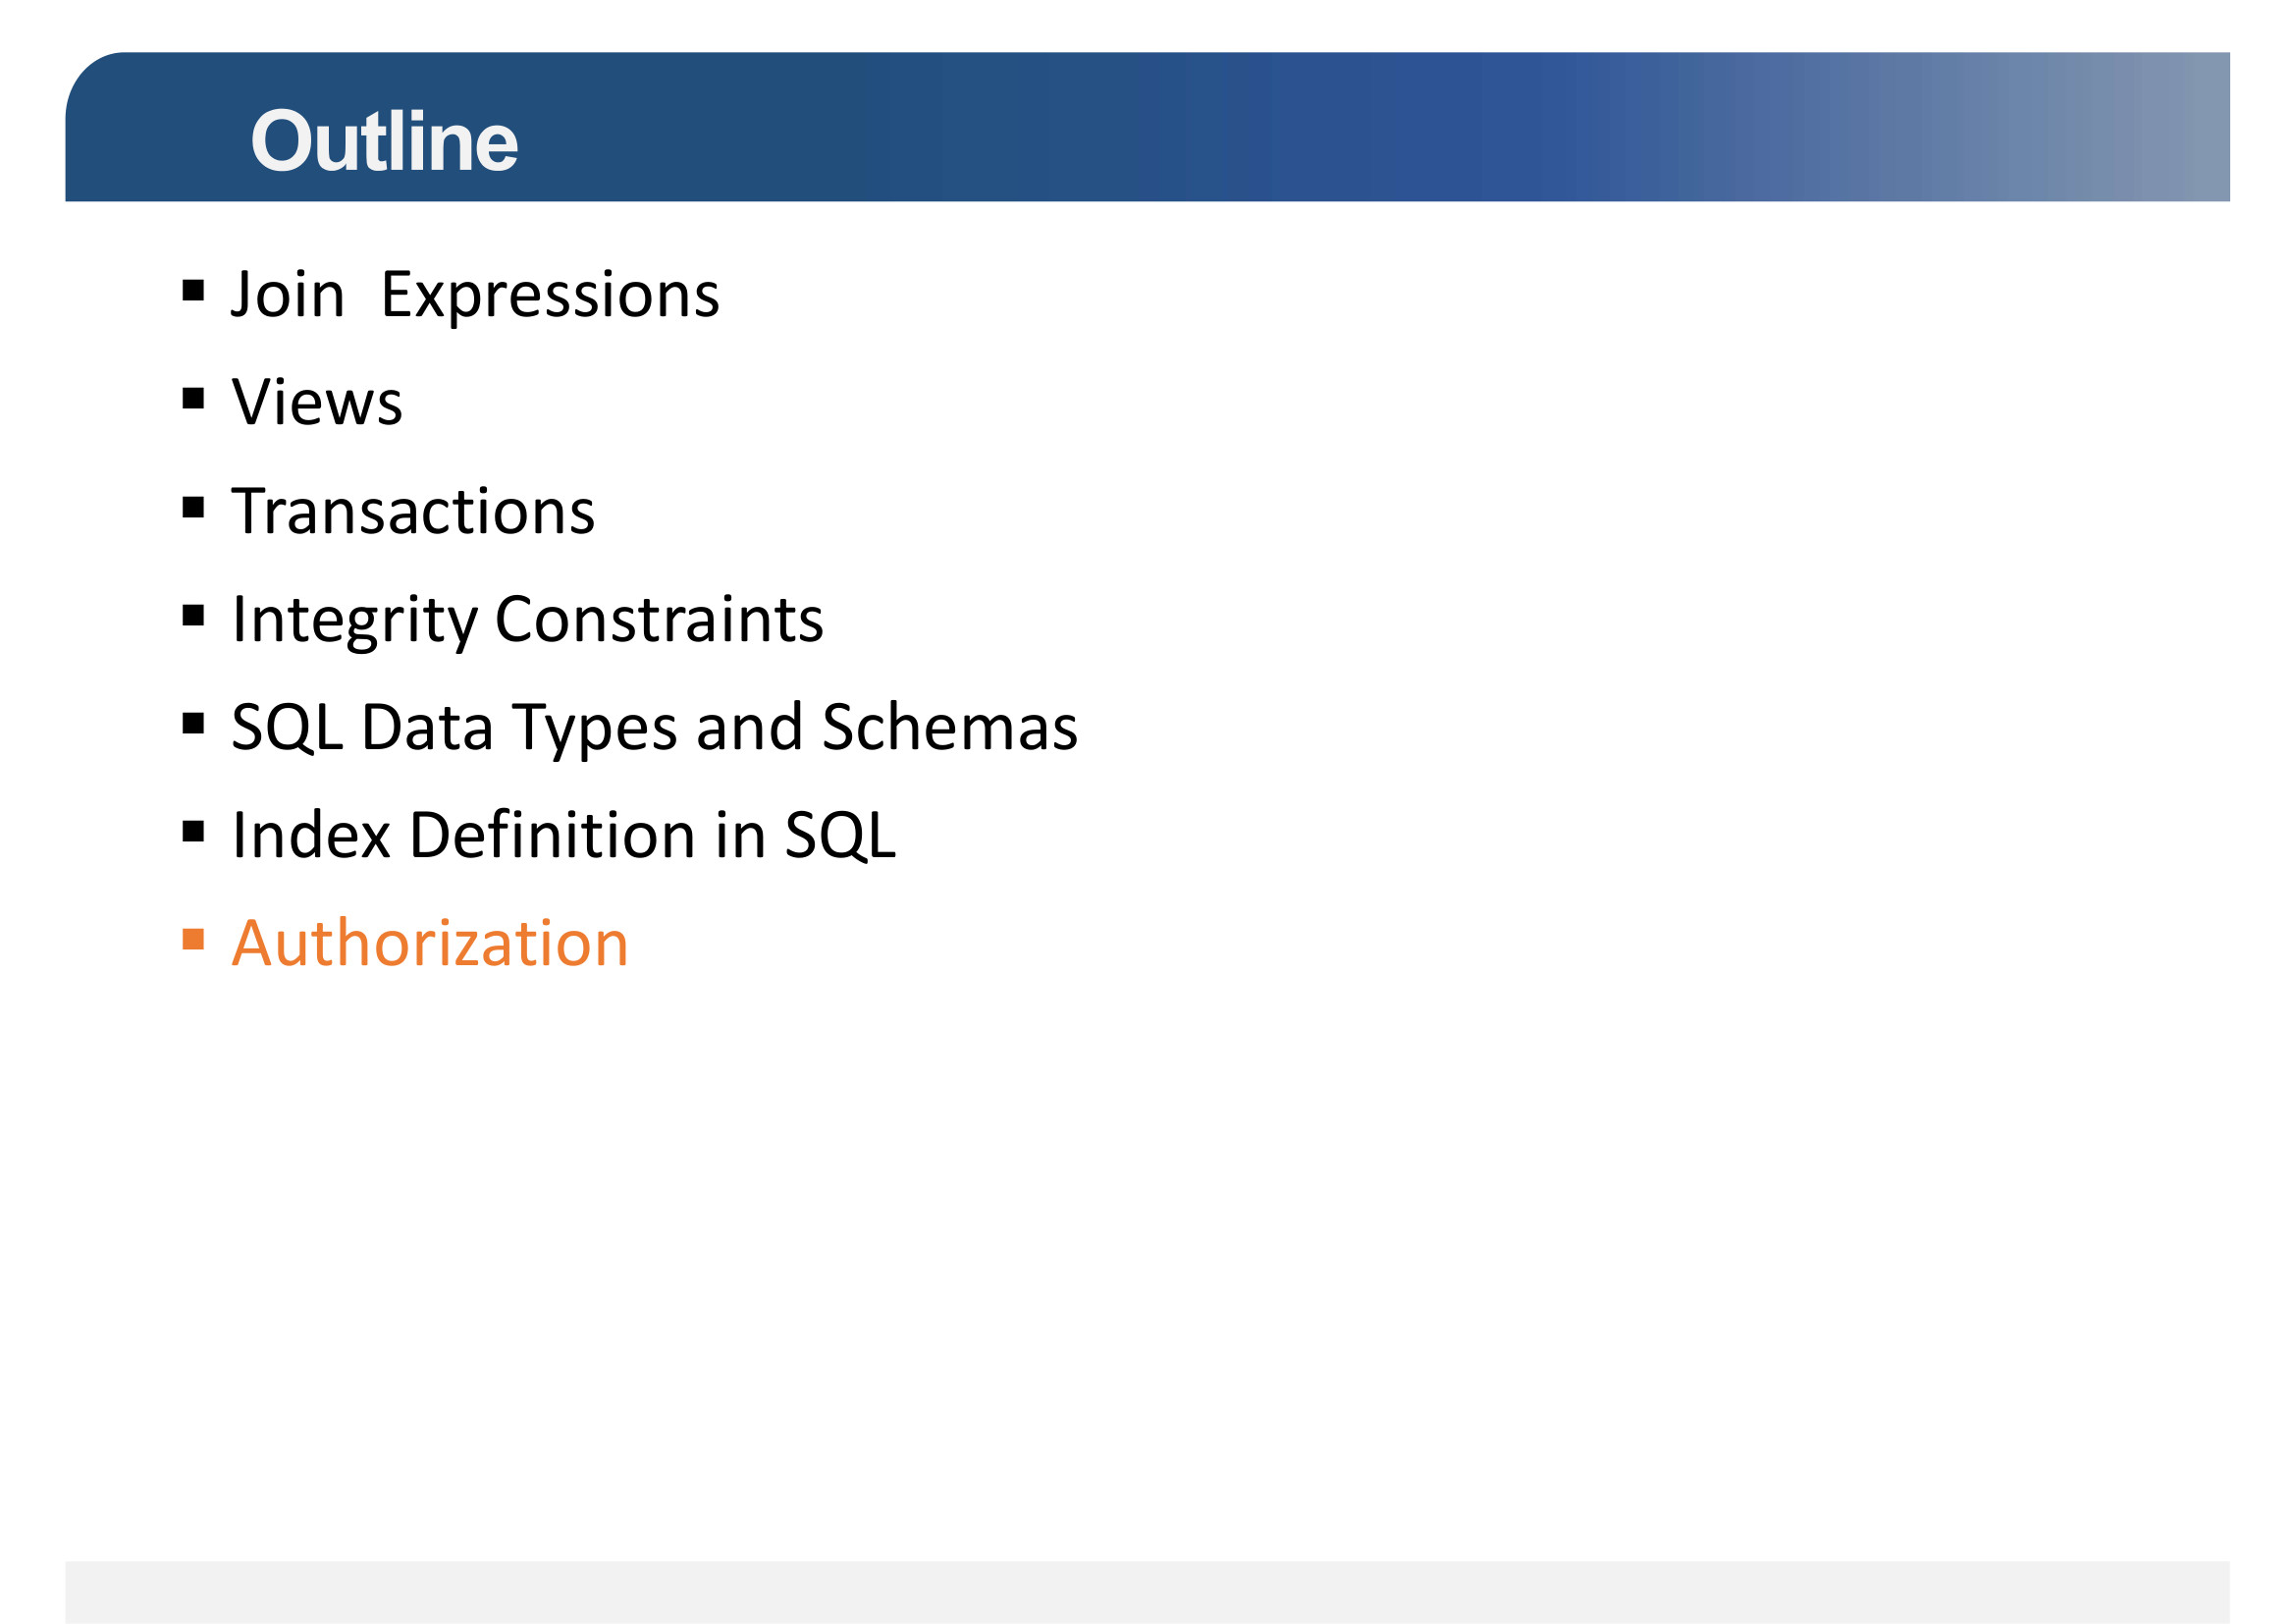 Outline
▪ Join  Expressions
▪ Views
▪ Transactions
▪ Integrity Constraints
▪ SQL Data Types and Schemas
▪ Index Definition in SQL
▪ Authorization